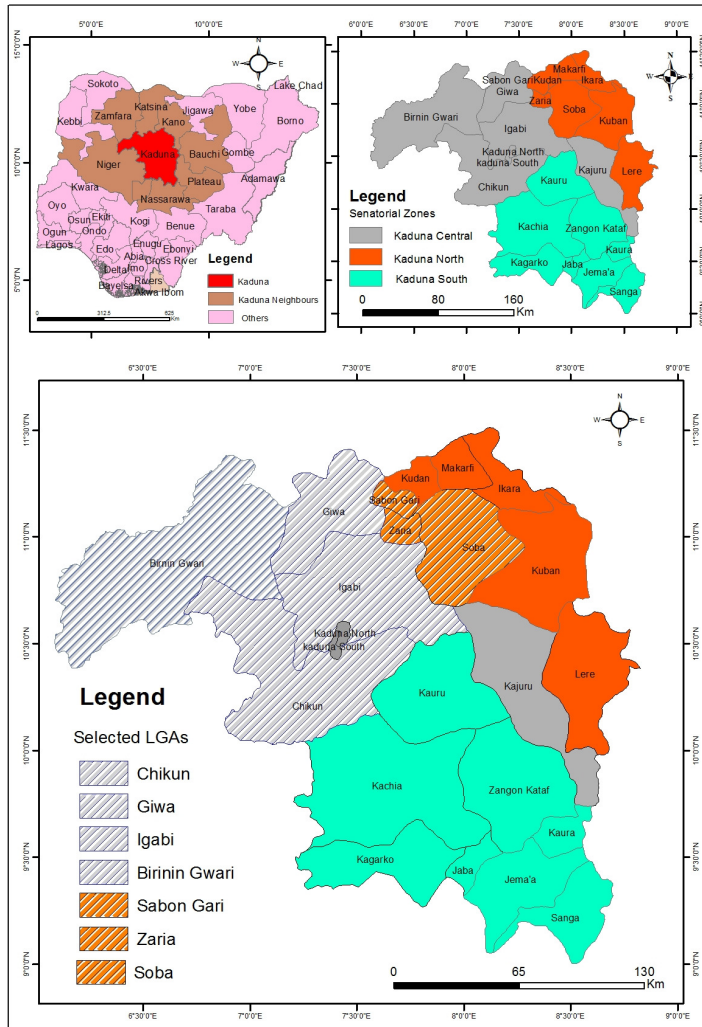 5°0'0"E
10°0'0"E
15°0'0"N
10°0'0"N
5°0'0"N
N
W
E
S
Sokoto
Lake Chad
Katsina
Jigawa
Yobe
Zamfara
Kano
Borno
Kebbi
Kaduna
Bauchi
Gombe
Niger
Adamawa
Kwara
Plateau
Nassarawa
Taraba
Oyo
Kogi
Benue
Osun
Ekiti
Ogun
Ondo
Lagos
Edo
Enugu
Ebonyi
Abia
Cross River
Delta
Imo
Rivers
Bayelsa
Akwa Ibom
Legend
Kaduna
Kaduna Neighbours
Others
0
312.5
625
Km
6°0'0"E
6°30'0"E
7°0'0"E
7°30'0"E
8°0'0"E
8°30'0"E
9°0'0"E
N
W
E
S
Makarfi
Sabon Gari
Kudan
Ikara
Giwa
Zaria
Soba
Birnin Gwari
Kuban
Igabi
Kaduna North
kaduna South
Kajuru
Lere
Chikun
Kauru
Kachia
Zangon Kataf
Kaura
Kagarko
Jaba
Jema'a
Sanga
Legend
Senatorial Zones
Kaduna Central
Kaduna North
Kaduna South
0
80
160
Km
11°30'0"N
11°0'0"N
10°30'0"N
10°0'0"N
9°30'0"N
9°0'0"N
N
W
E
S
Makarfi
Kudan
Ikara
Sabon Gari
Giwa
Zaria
Soba
Birnin Gwari
Kuban
Igabi
Kaduna North
kaduna South
Lere
Kajuru
Kauru
Chikun
Kachia
Zangon Kataf
Kaura
Kagarko
Jaba
Jema'a
Sanga
Legend
Selected LGAs
Chikun
Giwa
Igabi
Birinin Gwari
Sabon Gari
Zaria
Soba
0
65
130
Km
11°30'0"N
11°0'0"N
10°30'0"N
10°0'0"N
9°30'0"N
9°0'0"N
6°30'0"E
7°0'0"E
7°30'0"E
8°0'0"E
8°30'0"E
9°0'0"E